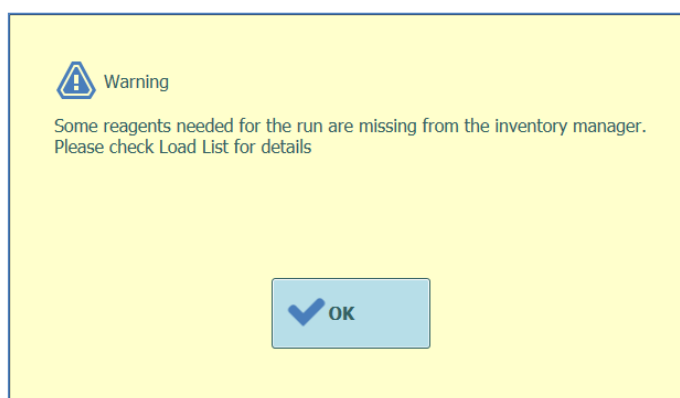 Warning
Some reagents needed for the run are missing from the inventory manager.
Please check Load List for details
OK